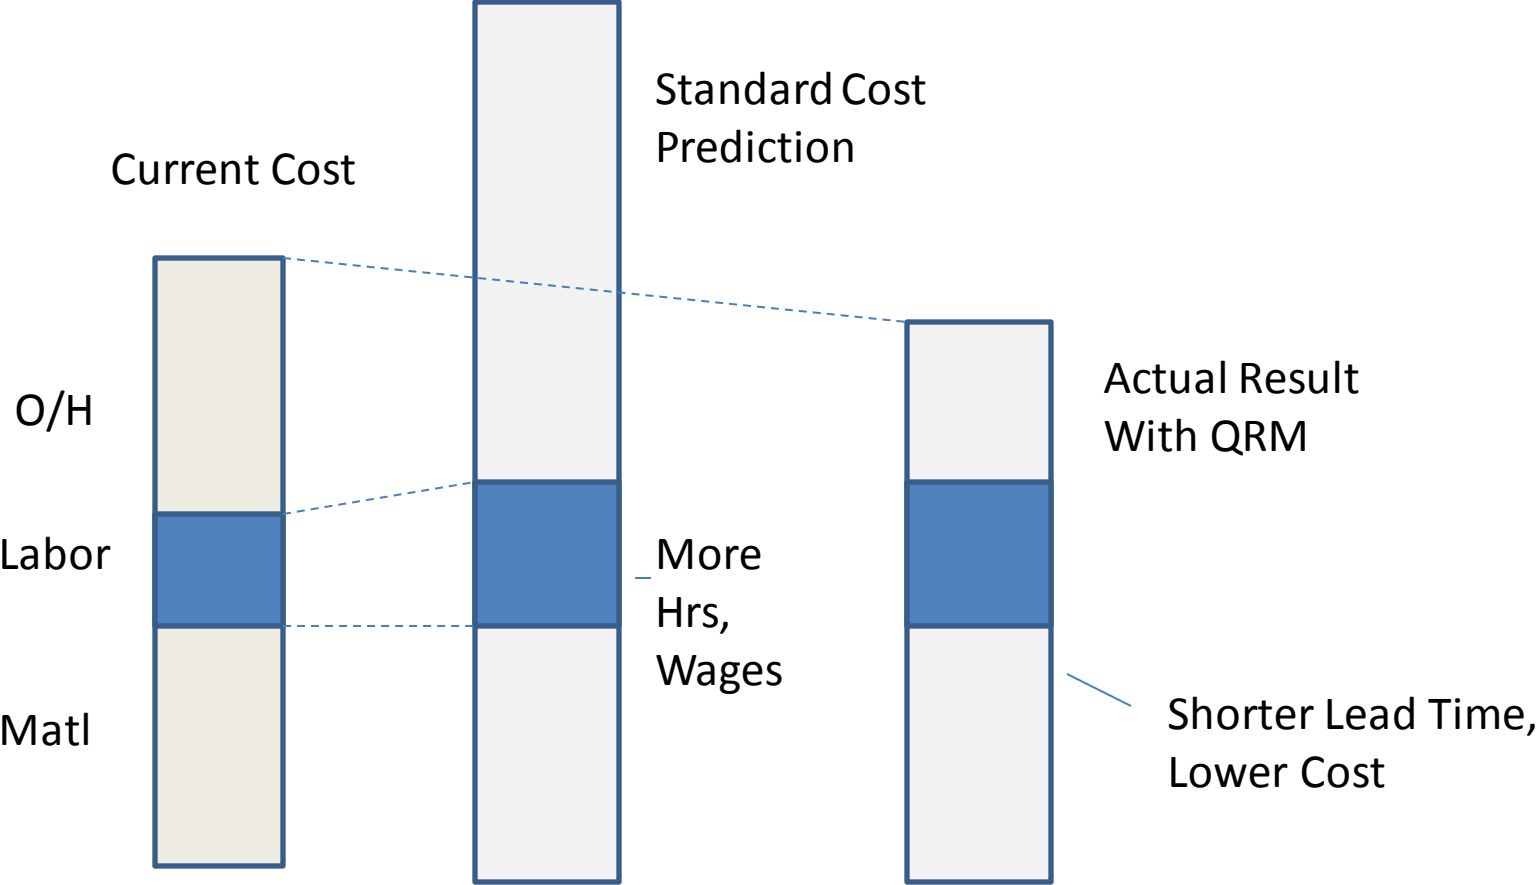 Standard Cost
Prediction
Current Cost
O/H
Actual Result
With QRM
Labor
More
Hrs,
Wages
Matl
Shorter Lead Time,
Lower Cost